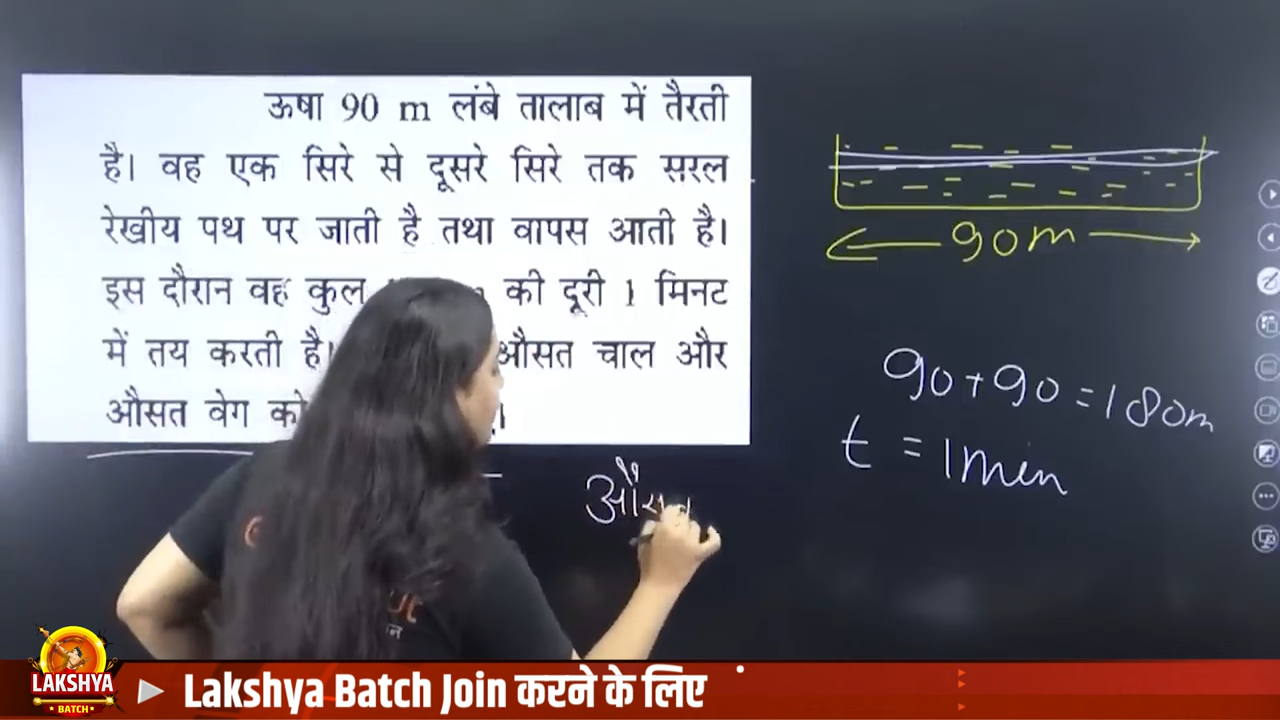 ऊषा 90 m लंबे तालाब में तैरती
है। वह एक सिरे से दूसरे सिरे तक सरल
रेखीय पथ पर जाती है तथा वापस आती है।
इस दौरान वह कुल की दूरी 1 मिनट
में तय करती है। औसत चाल और
औसत वेग को
90m
90+90=180m
t = 1min
औसत
LAKSHYA
BATCH
Lakshya Batch Join करने के लिए